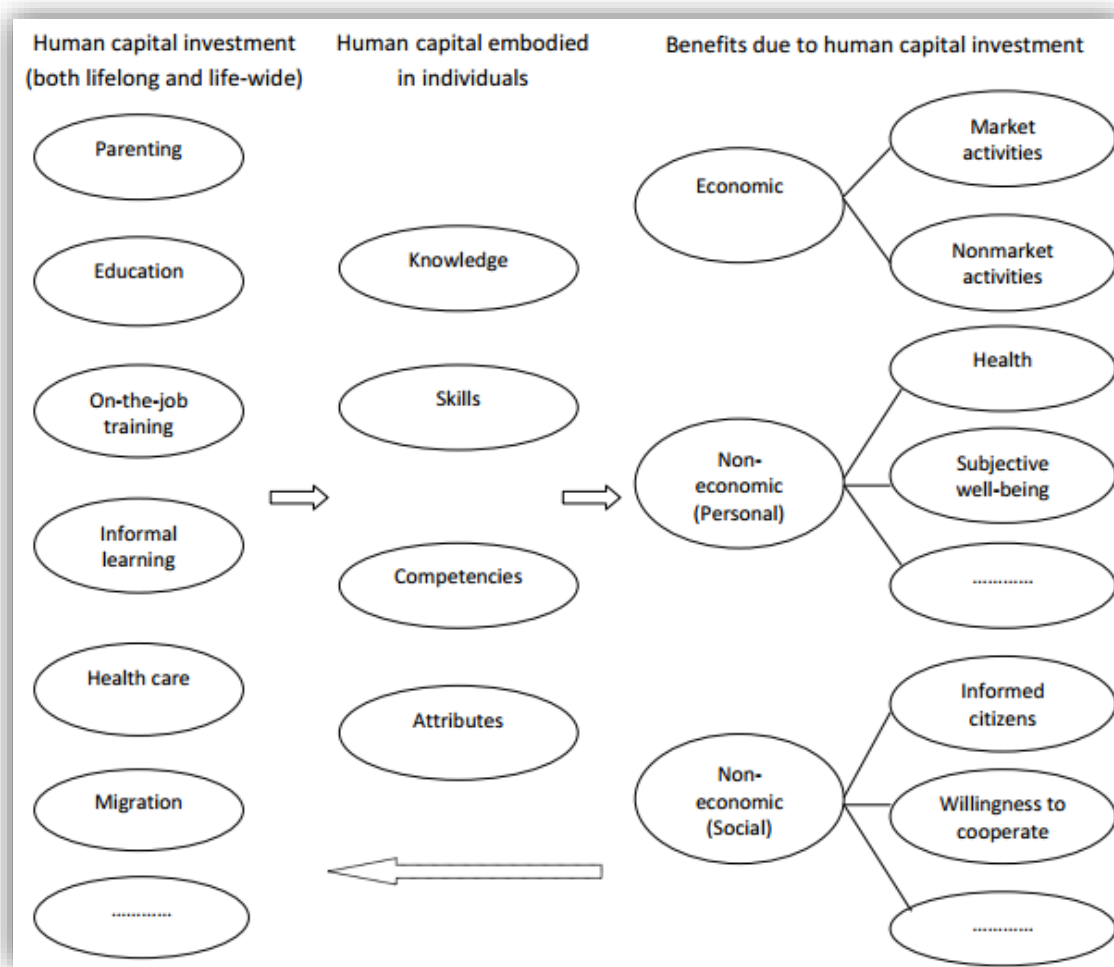 Human capital investment
(both lifelong and life-wide)
Parenting
Education
On-the-job
training
Informal
learning
Health care
Migration
............
Human capital embodied
in individuals
Knowledge
Skills
Competencies
Attributes
Benefits due to human capital investment
Economic
Market
activities
Nonmarket
activities
Non-
economic
(Personal)
Health
Subjective
well-being
............
Non-
economic
(Social)
Informed
citizens
Willingness to
cooperate
............